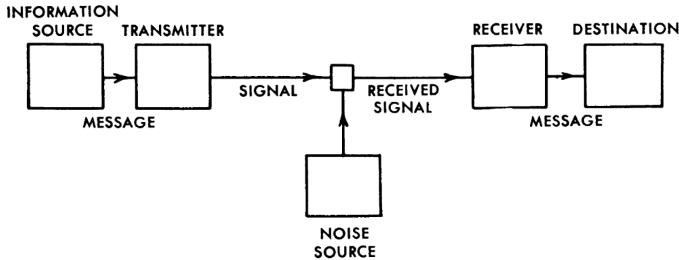 INFORMATION
SOURCE
TRANSMITTER
RECEIVER
DESTINATION
SIGNAL
RECEIVED
SIGNAL
MESSAGE
MESSAGE
NOISE
SOURCE